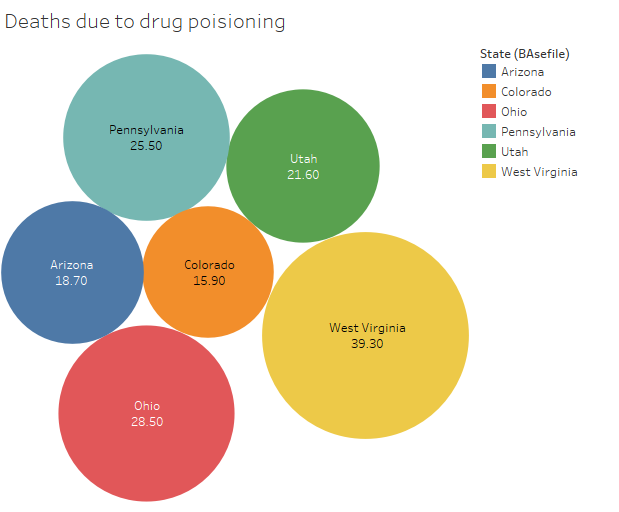 Deaths due to drug poisioning
State (BAsefile)
Arizona
Colorado
Ohio
Pennsylvania
Utah
West Virginia
Pennsylvania
25.50
Utah
21.60
Arizona
18.70
Colorado
15.90
West Virginia
39.30
Ohio
28.50